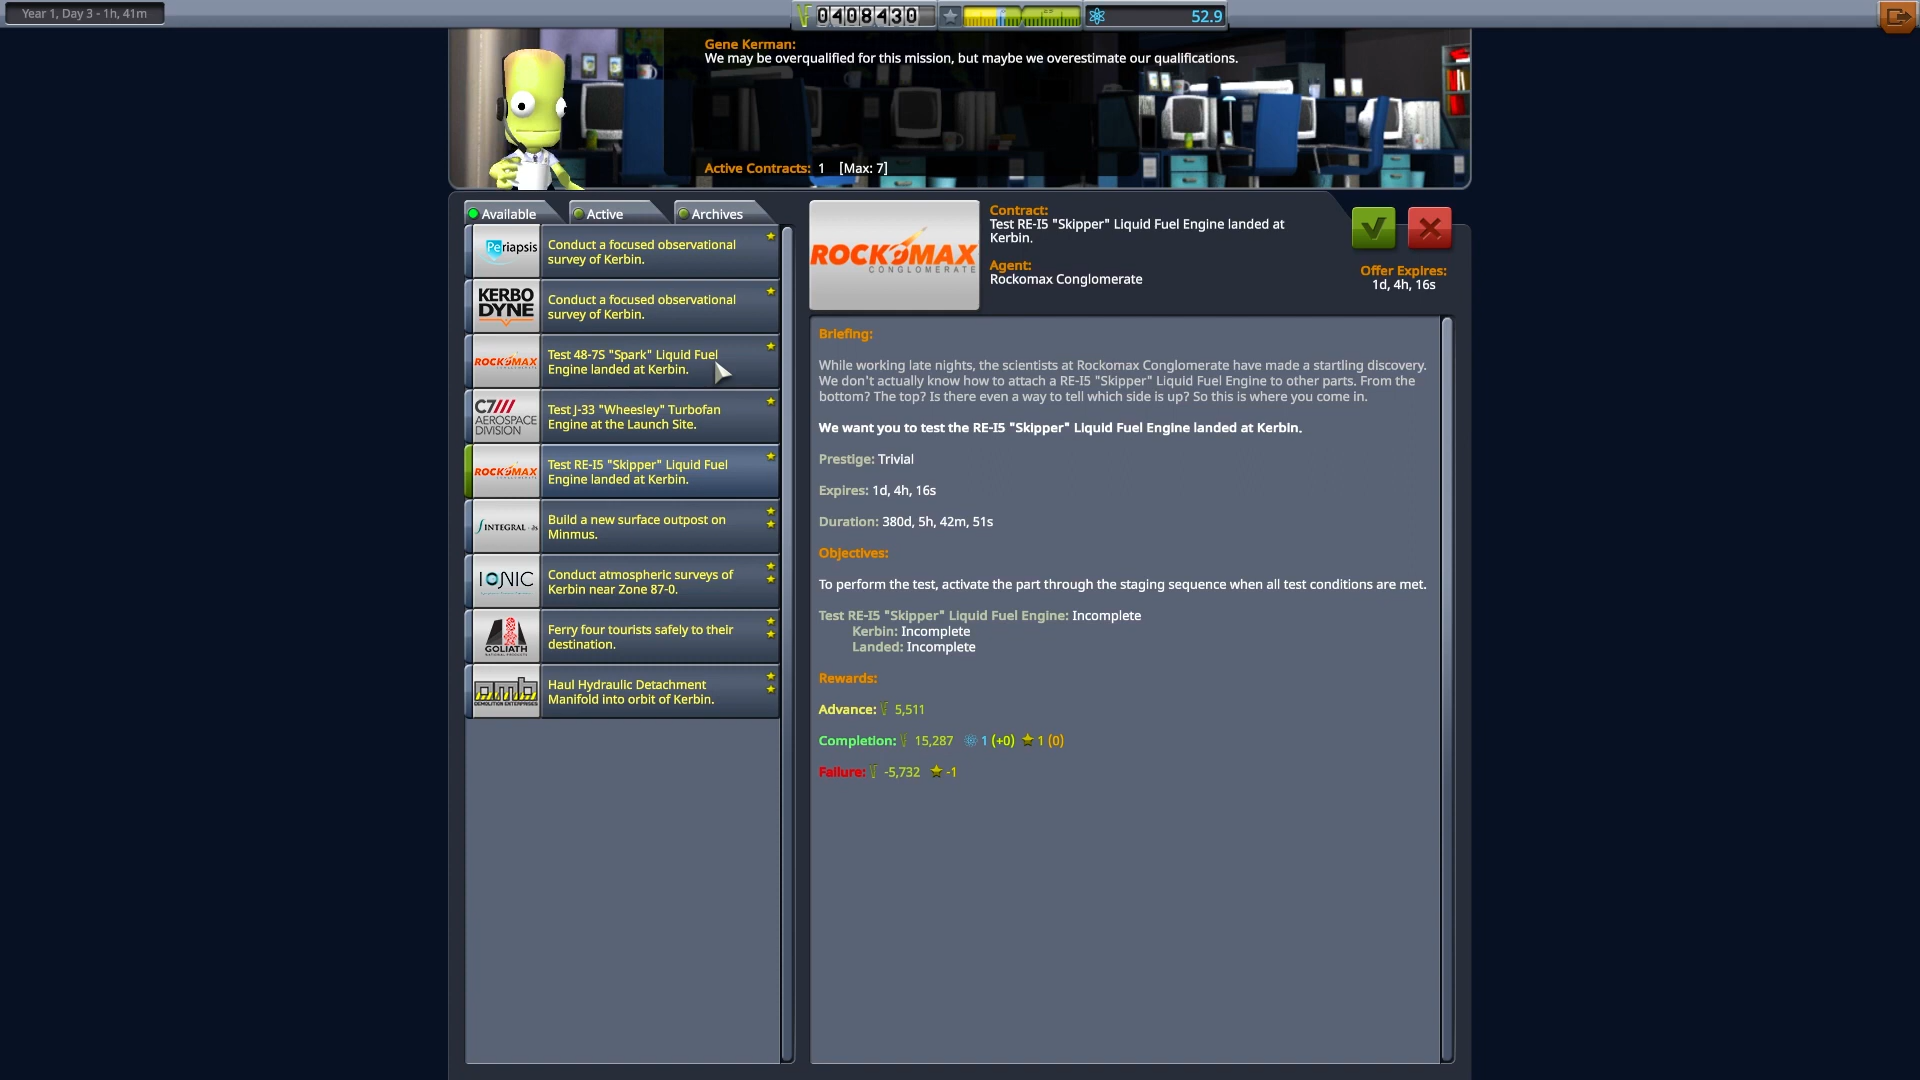 Year 1, Day 3 - 1h, 41m
0408430
52.9
Gene Kerman:
We may be overqualified for this mission, but maybe we overestimate our qualifications.
Active Contracts: 1 [Max: 7]
Available
Active
Archives
Periapsis
Conduct a focused observational
survey of Kerbin.
KERBO
DYNE
Conduct a focused observational
survey of Kerbin.
ROCKOMAX
CONGLOMERATE
Test 48-7S "Spark" Liquid Fuel
Engine landed at Kerbin.
C7///
AEROSPACE
DIVISION
Test J-33 "Wheesley" Turbofan
Engine at the Launch Site.
ROCKOMAX
CONGLOMERATE
Test RE-I5 "Skipper" Liquid Fuel
Engine landed at Kerbin.
INTEGRAL
Build a new surface outpost on
Minmus.
IONIC
Conduct atmospheric surveys of
Kerbin near Zone 87-0.
GOLIATH
NATIONAL PRODUCTS
Ferry four tourists safely to their
destination.
DEMOLITION ENTERPRISES
Haul Hydraulic Detachment
Manifold into orbit of Kerbin.
ROCKOMAX
CONGLOMERATE
Contract:
Test RE-I5 "Skipper" Liquid Fuel Engine landed at
Kerbin.
Agent:
Rockomax Conglomerate
Offer Expires:
1d, 4h, 16s
Briefing:
While working late nights, the scientists at Rockomax Conglomerate have made a startling discovery.
We don't actually know how to attach a RE-I5 "Skipper" Liquid Fuel Engine to other parts. From the
bottom? The top? Is there even a way to tell which side is up? So this is where you come in.
We want you to test the RE-I5 "Skipper" Liquid Fuel Engine landed at Kerbin.
Prestige: Trivial
Expires: 1d, 4h, 16s
Duration: 380d, 5h, 42m, 51s
Objectives:
To perform the test, activate the part through the staging sequence when all test conditions are met.
Test RE-I5 "Skipper" Liquid Fuel Engine: Incomplete
Kerbin: Incomplete
Landed: Incomplete
Rewards:
Advance: 5,511
Completion: 15,287 1 (+0) 1 (0)
Failure: -5,732 -1